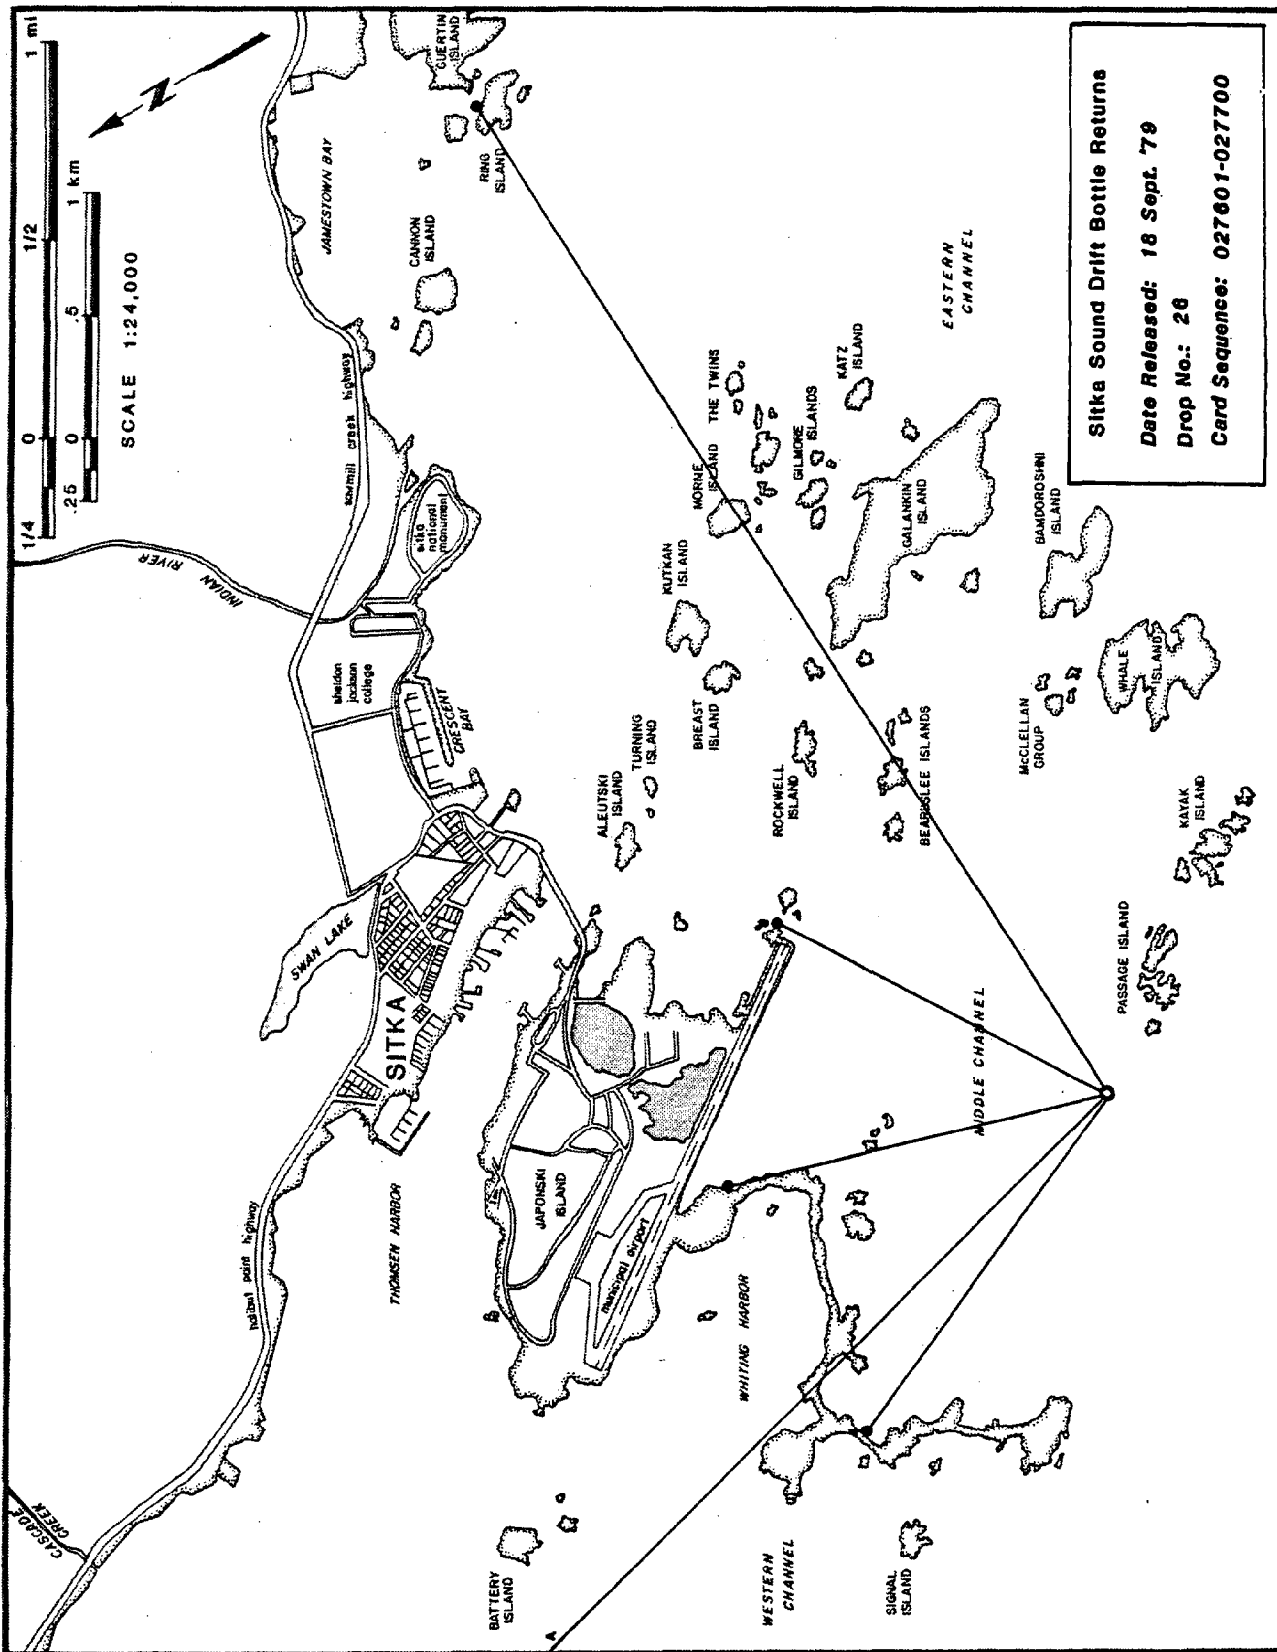 1/4
0
1/2
1 mi
.25
0
.5
1 km
SCALE 1:24,000
N
CASCADE
CREEK
halibut point highway
INDIAN
RIVER
sawmill creek highway
JAMESTOWN BAY
GUERTIN
ISLAND
RING
ISLAND
CANNON
ISLAND
SWAN LAKE
SITKA
sheldon
jackson
college
sitka
national
monument
CRESCENT
BAY
THOMSEN HARBOR
JAPONSKI
ISLAND
municipal airport
ALEUTSKI
ISLAND
TURNING
ISLAND
BREAST
ISLAND
KUTKAN
ISLAND
MORNE
ISLAND
THE TWINS
GILMORE
ISLANDS
KATZ
ISLAND
EASTERN
CHANNEL
GALANKIN
ISLAND
ROCKWELL
ISLAND
BEARDSLEE ISLANDS
BAMDOROSHNI
ISLAND
WHALE
ISLAND
McCLELLAN
GROUP
KAYAK
ISLAND
PASSAGE ISLAND
MIDDLE CHANNEL
WHITING HARBOR
BATTERY
ISLAND
A
WESTERN
CHANNEL
SIGNAL
ISLAND
Sitka Sound Drift Bottle Returns
Date Released: 18 Sept. '79
Drop No.: 26
Card Sequence: 027601-027700